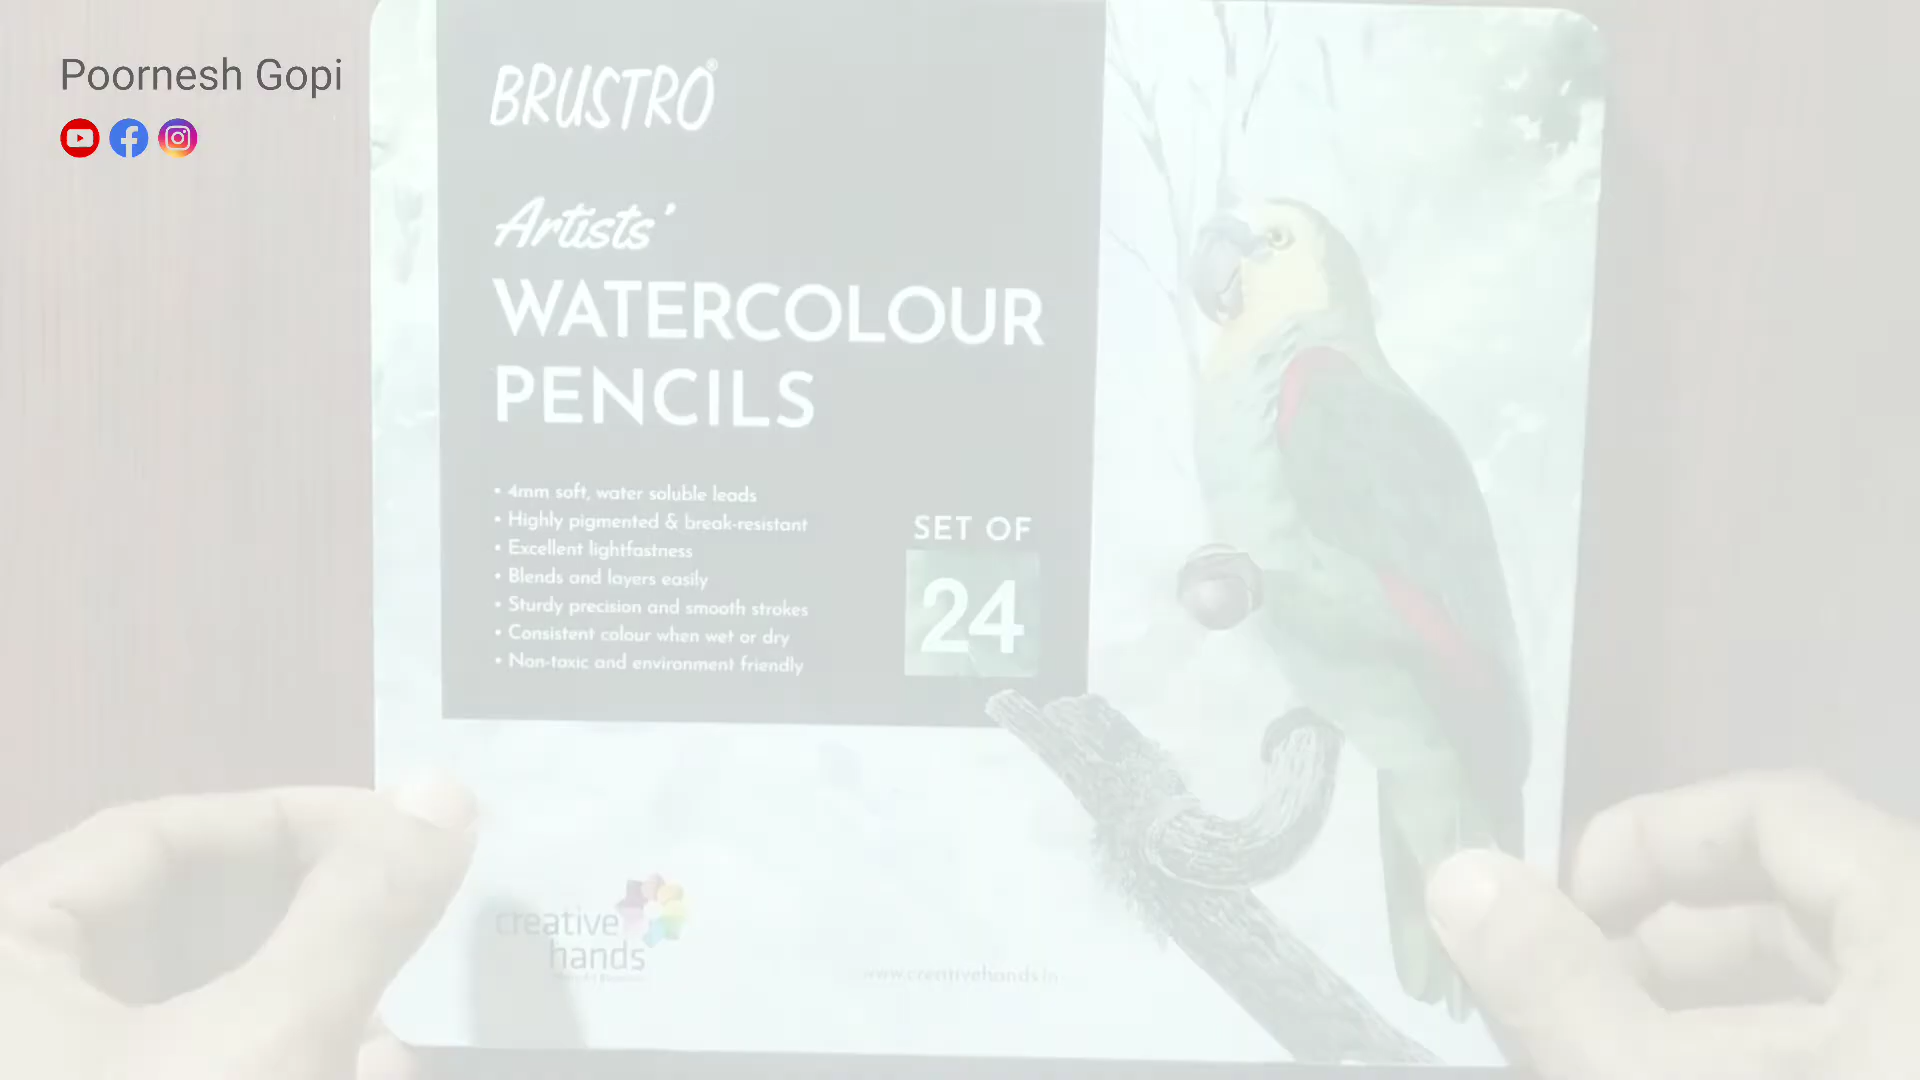 Poornesh Gopi
BRUSTRO®
Artists'
WATERCOLOUR
PENCILS
• 4mm soft, water soluble leads
• Highly pigmented & break-resistant
• Excellent lightfastness
• Blends and layers easily
• Sturdy precision and smooth strokes
• Consistent colour when wet or dry
• Non-toxic and environment friendly
SET OF
24
creative
hands
www.creativehands.in